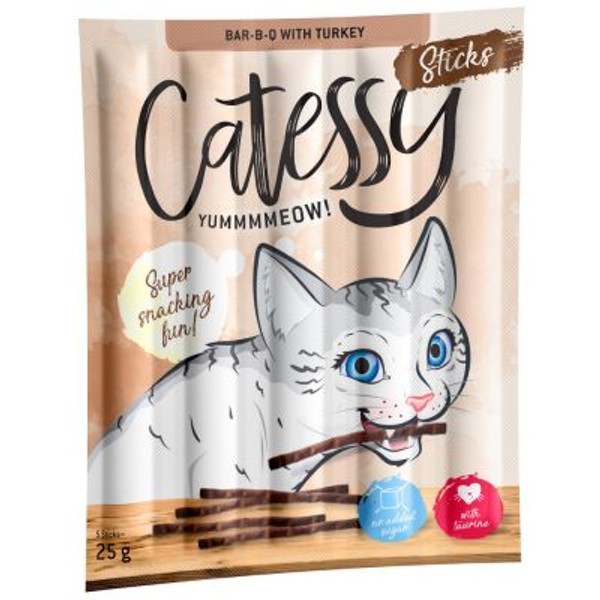 BAR-B-Q WITH TURKEY
Sticks
Catessy
YUMMMMEOW!
Super
snacking
fun!
no added
sugar
with
taurine
5 Sticks =
25 g